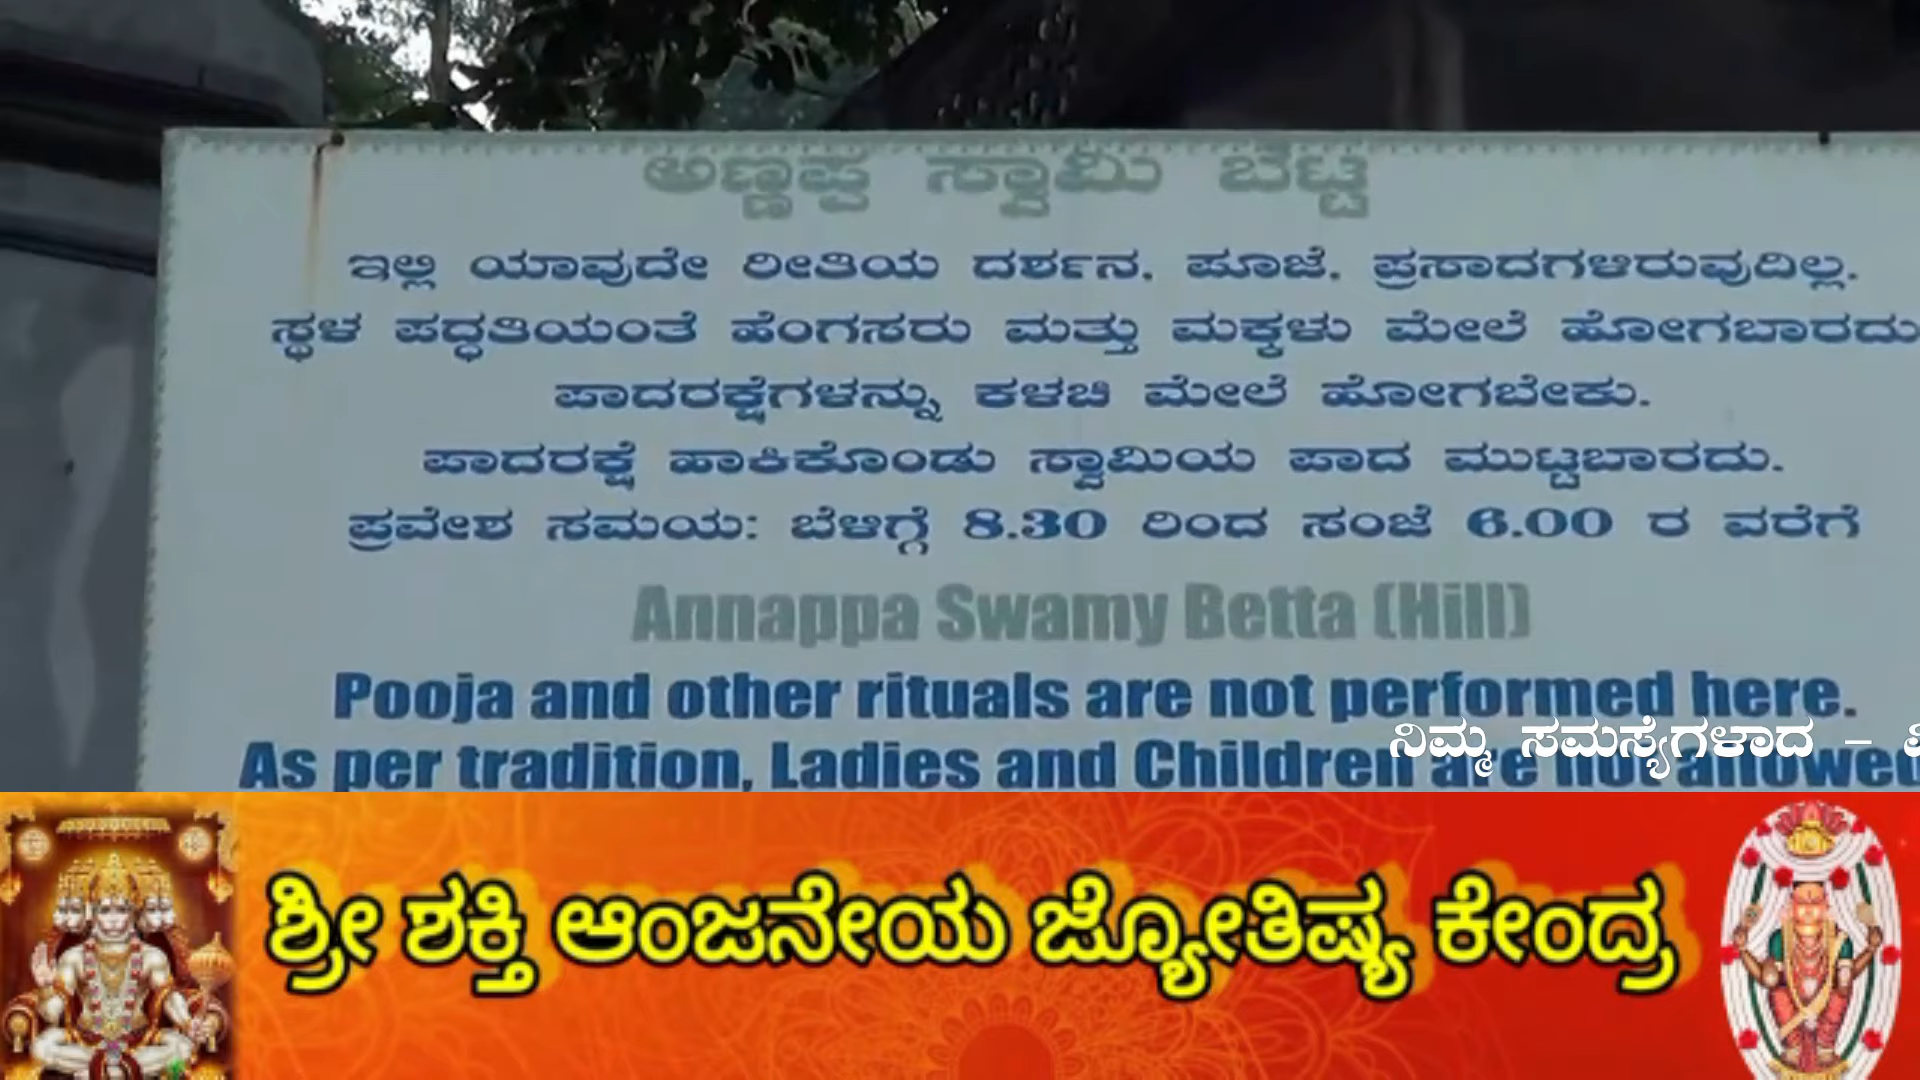 ಅಣ್ಣಪ್ಪ ಸ್ವಾಮಿ ಬೆಟ್ಟ
ಇಲ್ಲಿ ಯಾವುದೇ ರೀತಿಯ ದರ್ಶನ, ಪೂಜೆ, ಪ್ರಸಾದಗಳಿರುವುದಿಲ್ಲ.
ಸ್ಥಳ ಪದ್ಧತಿಯಂತೆ ಹೆಂಗಸರು ಮತ್ತು ಮಕ್ಕಳು ಮೇಲೆ ಹೋಗಬಾರದು
ಪಾದರಕ್ಷೆಗಳನ್ನು ಕಳಚಿ ಮೇಲೆ ಹೋಗಬೇಕು.
ಪಾದರಕ್ಷೆ ಹಾಕಿಕೊಂಡು ಸ್ವಾಮಿಯ ಪಾದ ಮುಟ್ಟಬಾರದು.
ಪ್ರವೇಶ ಸಮಯ: ಬೆಳಿಗ್ಗೆ 8.30 ರಿಂದ ಸಂಜೆ 6.00 ರ ವರೆಗೆ
Annappa Swamy Betta (Hill)
Pooja and other rituals are not performed here.
As per tradition, Ladies and Children are not allowed
ನಿಮ್ಮ ಸಮಸ್ಯೆಗಳಾದ –
ಶ್ರೀ ಶಕ್ತಿ ಆಂಜನೇಯ ಜ್ಯೋತಿಷ್ಯ ಕೇಂದ್ರ